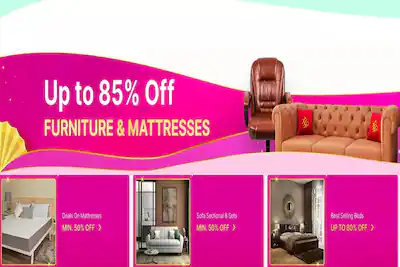 Up to 85% Off
FURNITURE & MATTRESSES
Deals On Mattresses
MIN. 50% OFF >
Sofa Sectional & Sets
MIN. 50% OFF >
Best Selling Beds
UP TO 80% OFF >